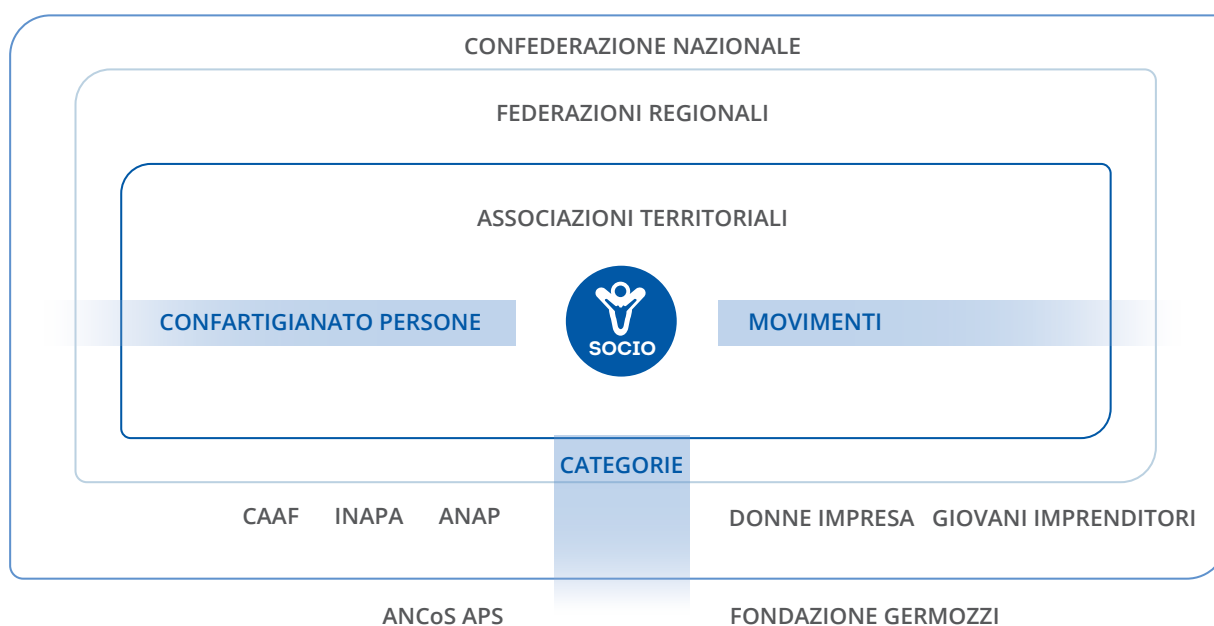 CONFEDERAZIONE NAZIONALE
FEDERAZIONI REGIONALI
ASSOCIAZIONI TERRITORIALI
CONFARTIGIANATO PERSONE
SOCIO
MOVIMENTI
CATEGORIE
CAAF INAPA ANAP
DONNE IMPRESA GIOVANI IMPRENDITORI
ANCoS APS
FONDAZIONE GERMOZZI